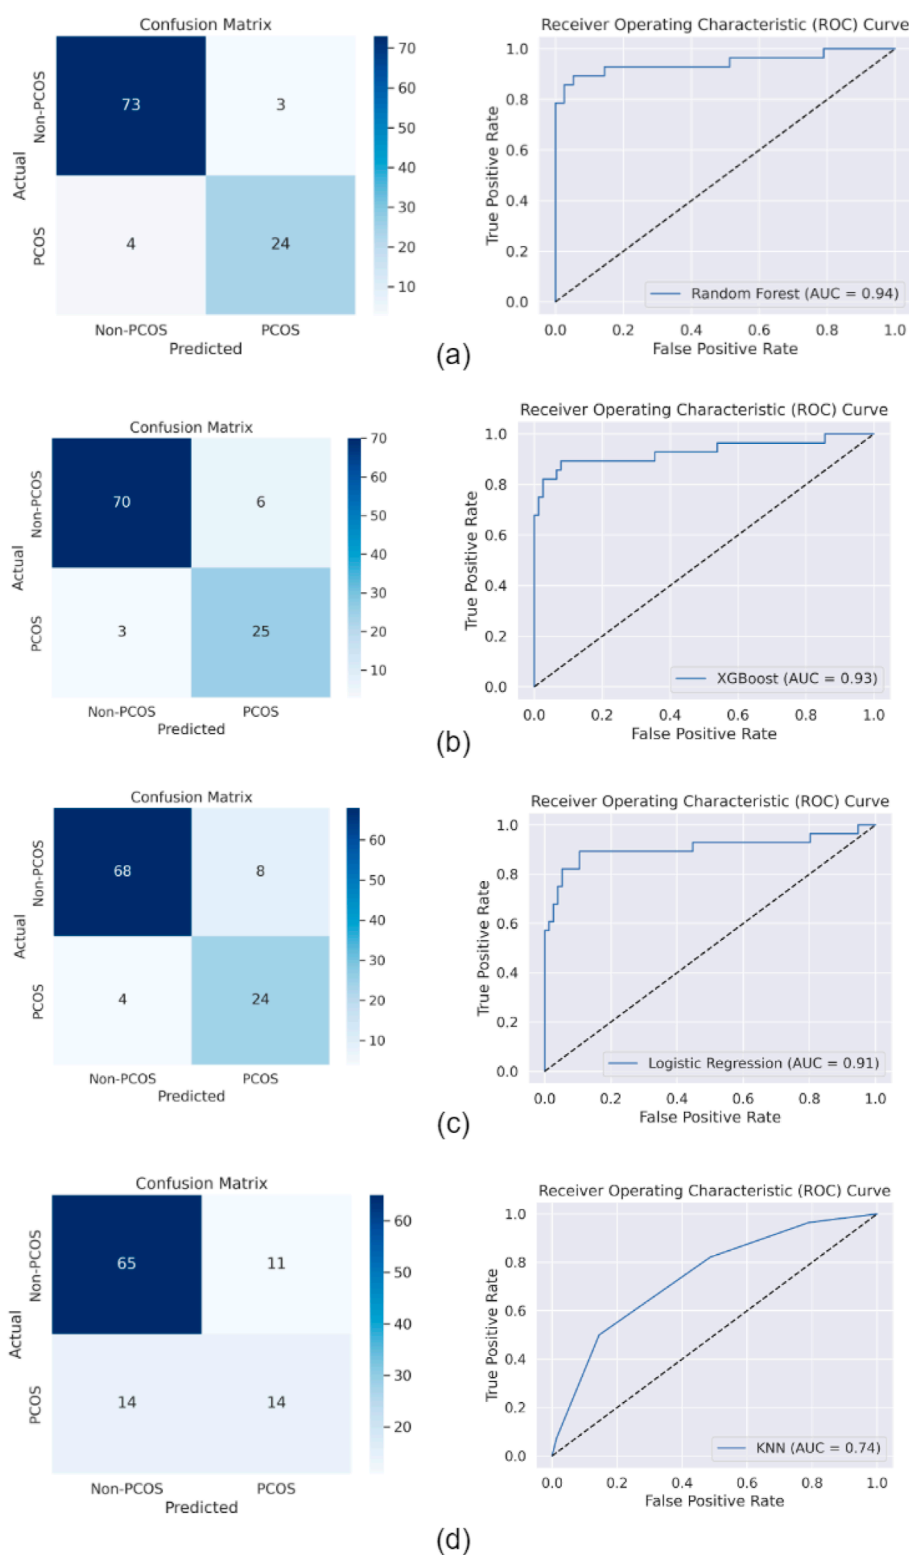 Confusion Matrix
Non-PCOS
PCOS
Actual
73 3
4 24
70
60
50
40
30
20
10
Non-PCOS PCOS
Predicted
Receiver Operating Characteristic (ROC) Curve
True Positive Rate
1.0
0.8
0.6
0.4
0.2
0.0
Random Forest (AUC = 0.94)
0.0 0.2 0.4 0.6 0.8 1.0
False Positive Rate
(a)
Confusion Matrix
Non-PCOS
PCOS
Actual
70 6
3 25
70
60
50
40
30
20
10
Non-PCOS PCOS
Predicted
Receiver Operating Characteristic (ROC) Curve
True Positive Rate
1.0
0.8
0.6
0.4
0.2
0.0
XGBoost (AUC = 0.93)
0.0 0.2 0.4 0.6 0.8 1.0
False Positive Rate
(b)
Confusion Matrix
Non-PCOS
PCOS
Actual
68 8
4 24
60
50
40
30
20
10
Non-PCOS PCOS
Predicted
Receiver Operating Characteristic (ROC) Curve
True Positive Rate
1.0
0.8
0.6
0.4
0.2
0.0
Logistic Regression (AUC = 0.91)
0.0 0.2 0.4 0.6 0.8 1.0
False Positive Rate
(c)
Confusion Matrix
Non-PCOS
PCOS
Actual
65 11
14 14
60
50
40
30
20
Non-PCOS PCOS
Predicted
Receiver Operating Characteristic (ROC) Curve
True Positive Rate
1.0
0.8
0.6
0.4
0.2
0.0
KNN (AUC = 0.74)
0.0 0.2 0.4 0.6 0.8 1.0
False Positive Rate
(d)